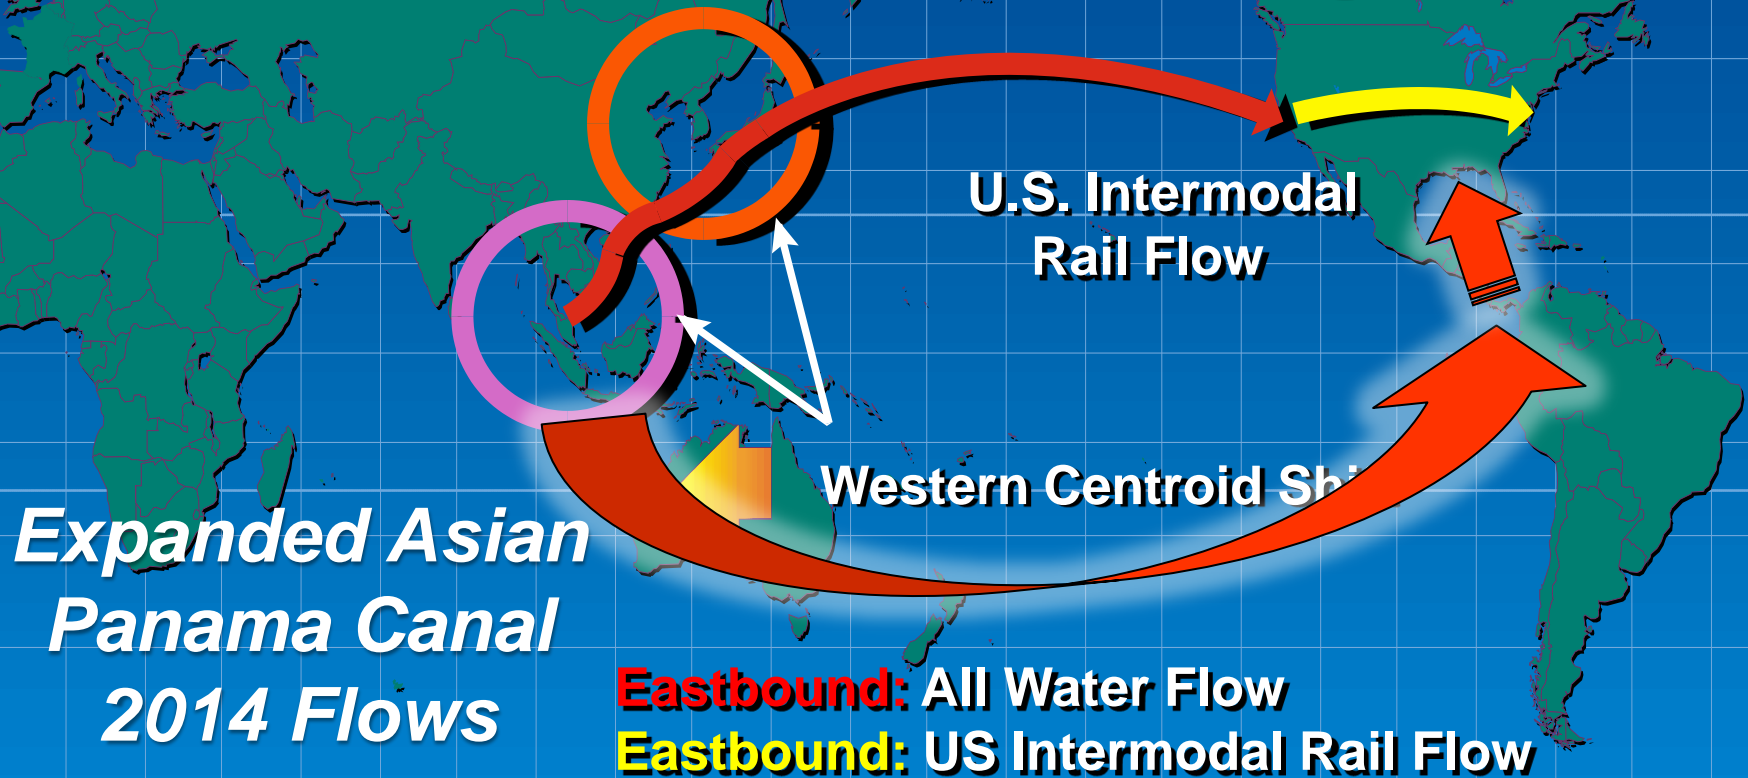 U.S. Intermodal
Rail Flow
Western Centroid
Expanded Asian
Panama Canal
2014 Flows
Eastbound: All Water Flow
Eastbound: US Intermodal Rail Flow